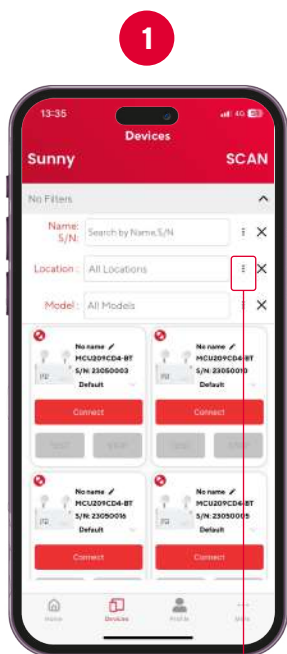 1
13:35
4G
Devices
Sunny SCAN
No Filters
Name:
S/N:
Search by Name,S/N
Location : All Locations
Model : All Models
No name No name
MCU209CD4-BT MCU209CD4-BT
S/N: 23050003 S/N: 23050010
Default Default
Connect Connect
No name No name
MCU209CD4-BT MCU209CD4-BT
S/N: 23050016 S/N: 23050005
Default Default
Connect Connect
Home Devices Profile More